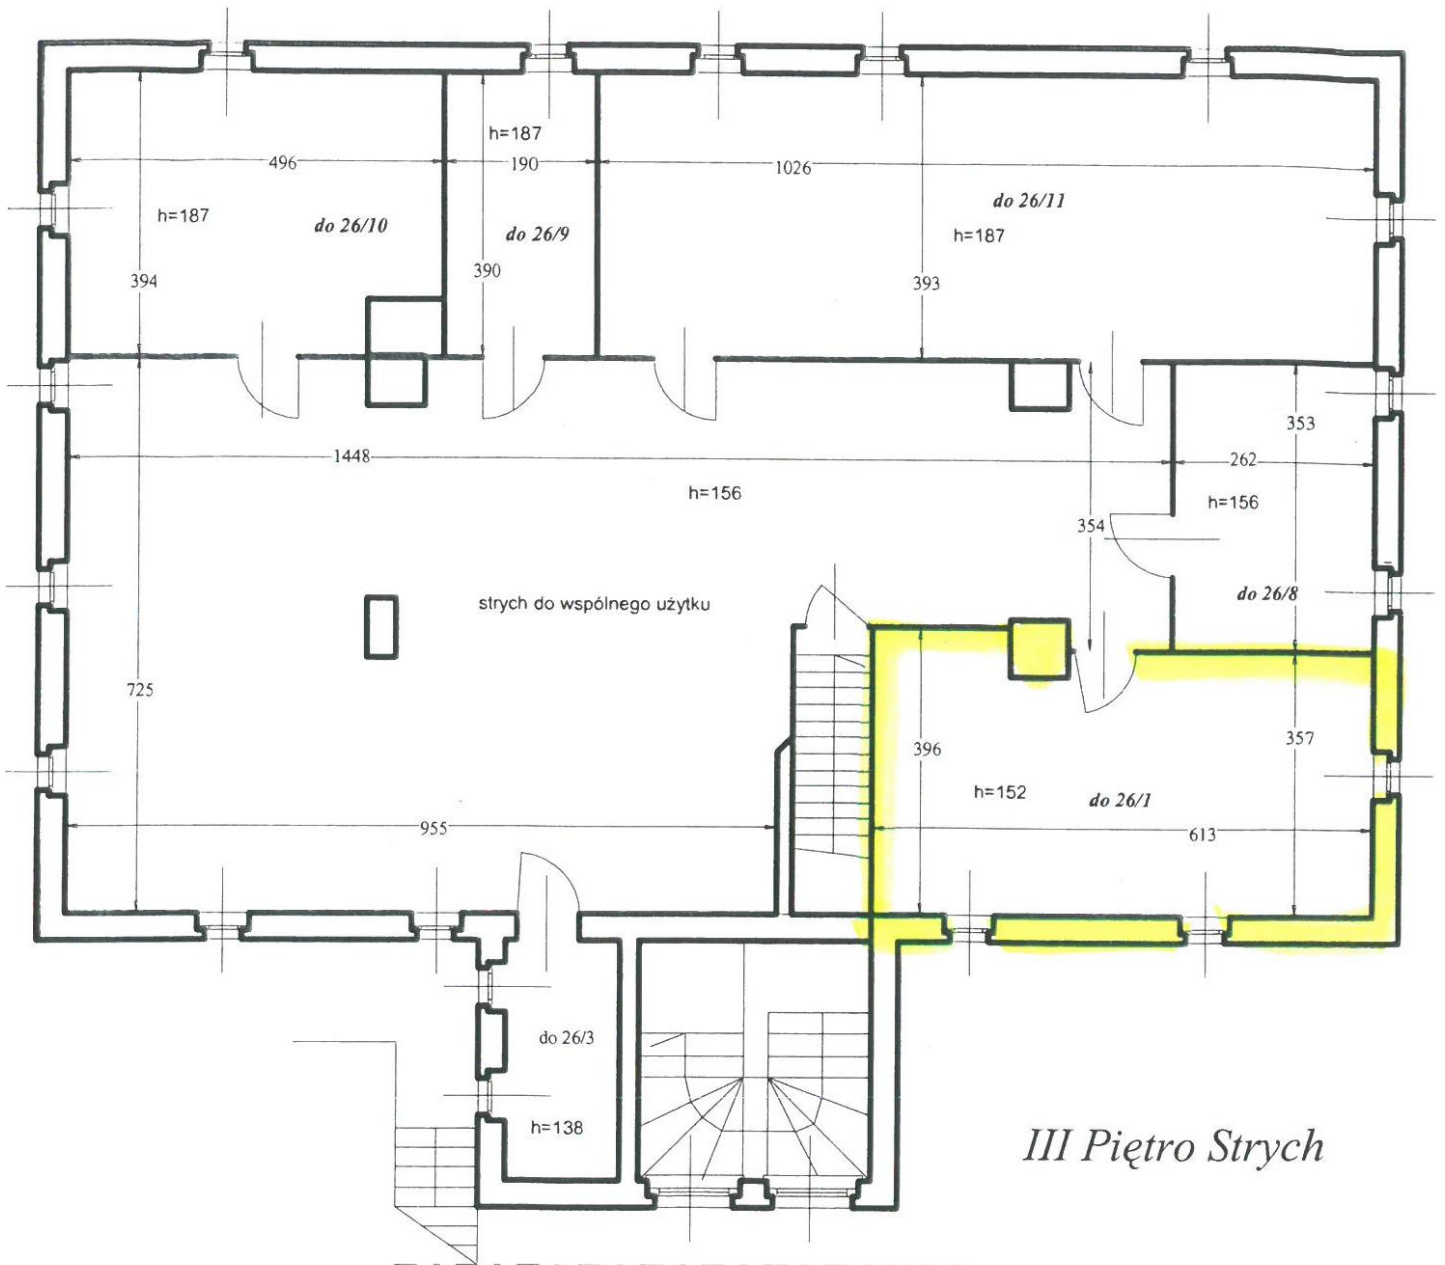 h=187
496
190
1026
do 26/11
h=187
do 26/10
do 26/9
h=187
394
390
393
353
1448
262
h=156
h=156
354
do 26/8
strych do wspólnego użytku
725
396
357
h=152
do 26/1
955
613
do 26/3
h=138
III Piętro Strych